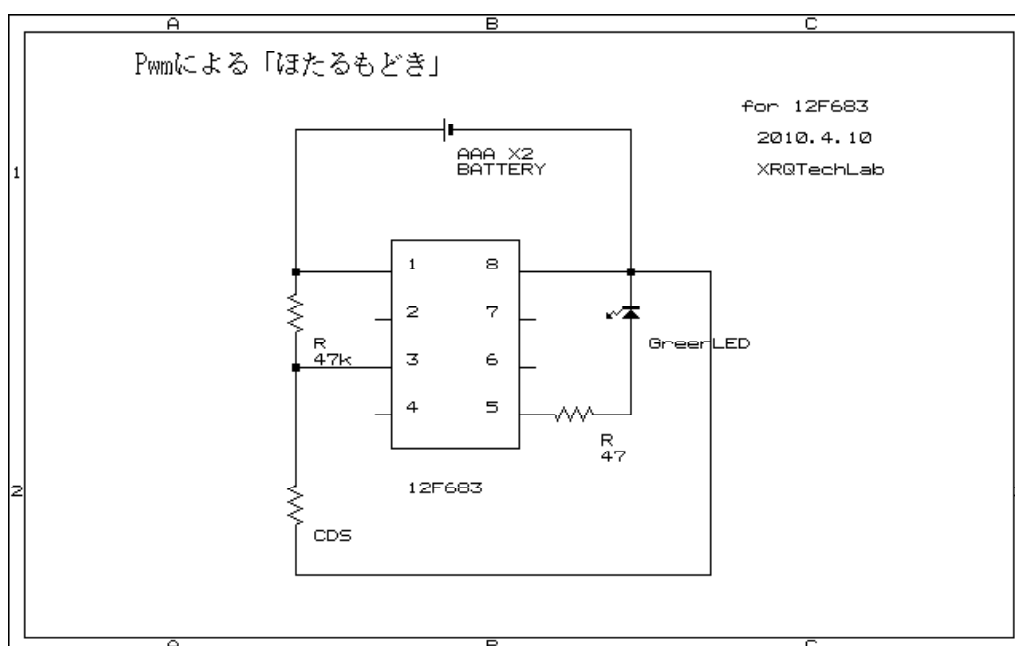 A B C
Pwmによる「ほたるもどき」
for 12F683
2010.4.10
XRQTechLab
AAA X2
BATTERY
1
1 8
2 7
R
47k
GreerLED
3 6
4 5
R
47
2
12F683
CDS
A B C